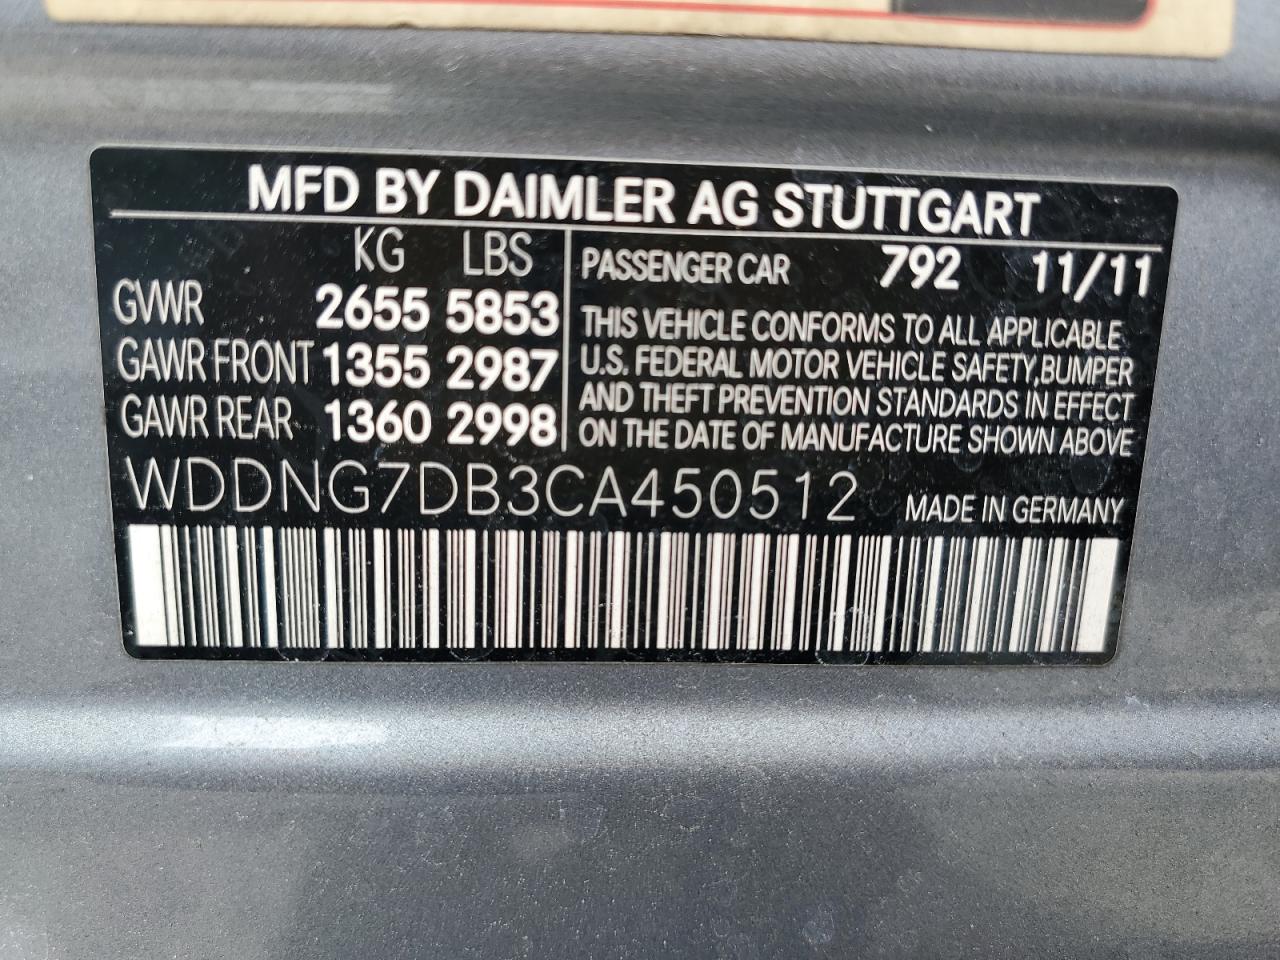 MFD BY DAIMLER AG STUTTGART
KG LBS
GVWR 2655 5853
GAWR FRONT 1355 2987
GAWR REAR 1360 2998
PASSENGER CAR 792 11/11
THIS VEHICLE CONFORMS TO ALL APPLICABLE
U.S. FEDERAL MOTOR VEHICLE SAFETY,BUMPER
AND THEFT PREVENTION STANDARDS IN EFFECT
ON THE DATE OF MANUFACTURE SHOWN ABOVE
WDDNG7DB3CA450512 MADE IN GERMANY